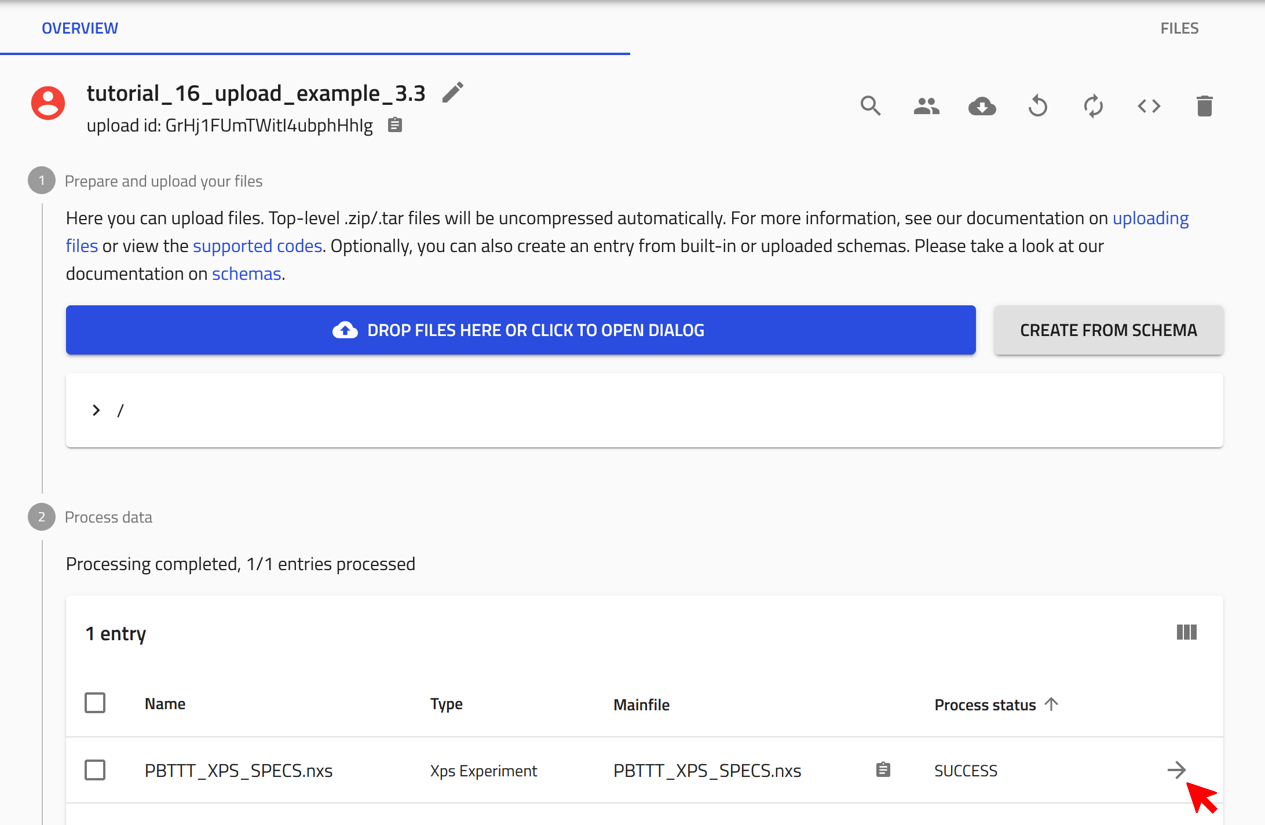 OVERVIEW
FILES
tutorial_16_upload_example_3.3
upload id: GrHj1FUmTWitl4ubphHhIg
1 Prepare and upload your files
Here you can upload files. Top-level .zip/.tar files will be uncompressed automatically. For more information, see our documentation on uploading
files or view the supported codes. Optionally, you can also create an entry from built-in or uploaded schemas. Please take a look at our
documentation on schemas.
DROP FILES HERE OR CLICK TO OPEN DIALOG
CREATE FROM SCHEMA
/
2 Process data
Processing completed, 1/1 entries processed
1 entry
Name Type Mainfile Process status
PBTTT_XPS_SPECS.nxs Xps Experiment PBTTT_XPS_SPECS.nxs SUCCESS